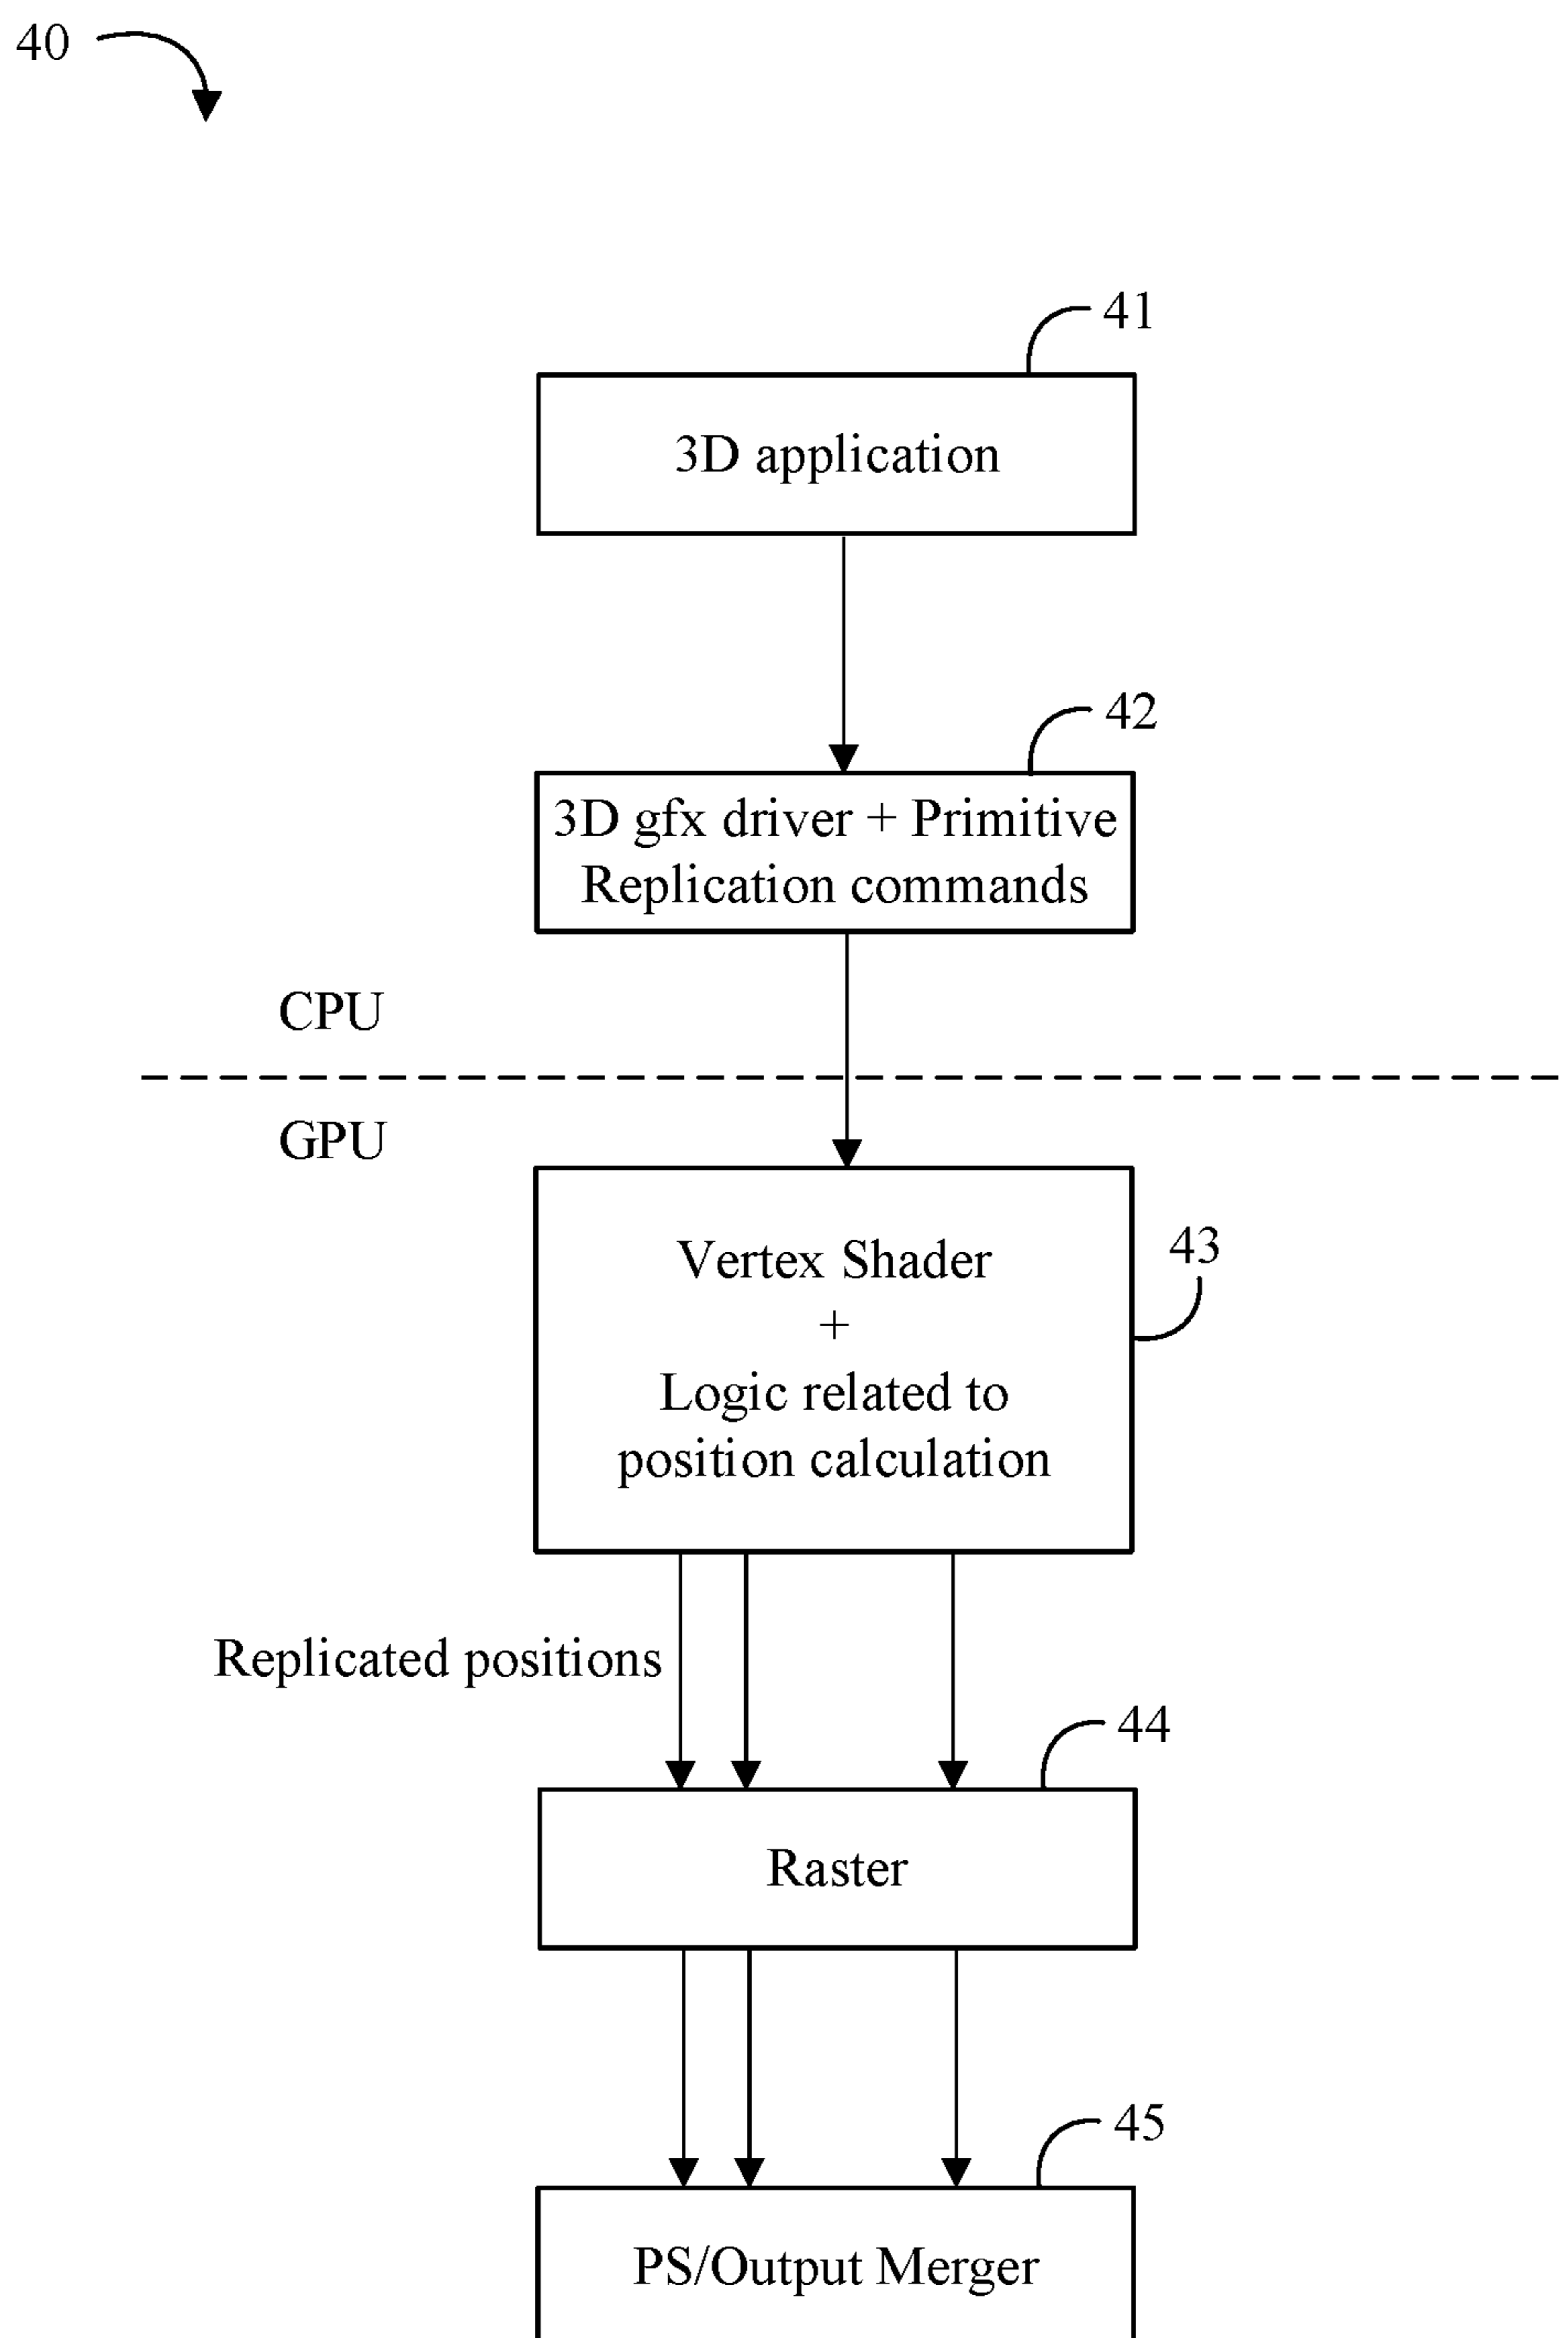 40
41
3D application
42
3D gfx driver + Primitive
Replication commands
CPU
GPU
Vertex Shader
+
Logic related to
position calculation
43
Replicated positions
44
Raster
45
PS/Output Merger